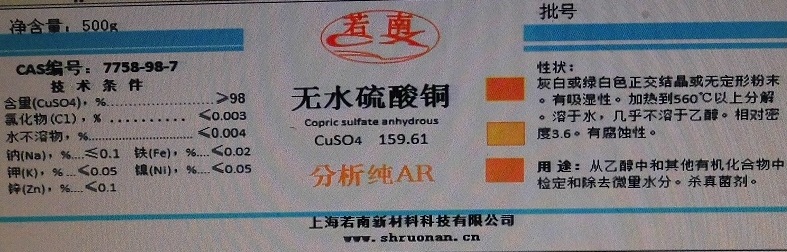 净含量：500g
CAS编号：7758-98-7
技术条件
含量(CuSO4)，%......................≥98
氯化物(C1)，% ..........≤0.003
水不溶物，%......................≤0.004
钠(Na)，%....≤0.1 铁(Fe)，%....≤0.02
钾(K)，%....≤0.05 镍(Ni)，%....≤0.05
锌(Zn)，%....≤0.1
若南
无水硫酸铜
Copric sulfate anhydrous
CuSO4 159.61
分析纯AR
批号
性状：
灰白或绿白色正交结晶或无定形粉末
。有吸湿性。加热到560℃以上分解
。溶于水，几乎不溶于乙醇。相对密
度3.6。有腐蚀性。
用途：从乙醇中和其他有机化合物中
检定和除去微量水分。杀真菌剂。
上海若南新材料科技有限公司
www.shruonan.cn